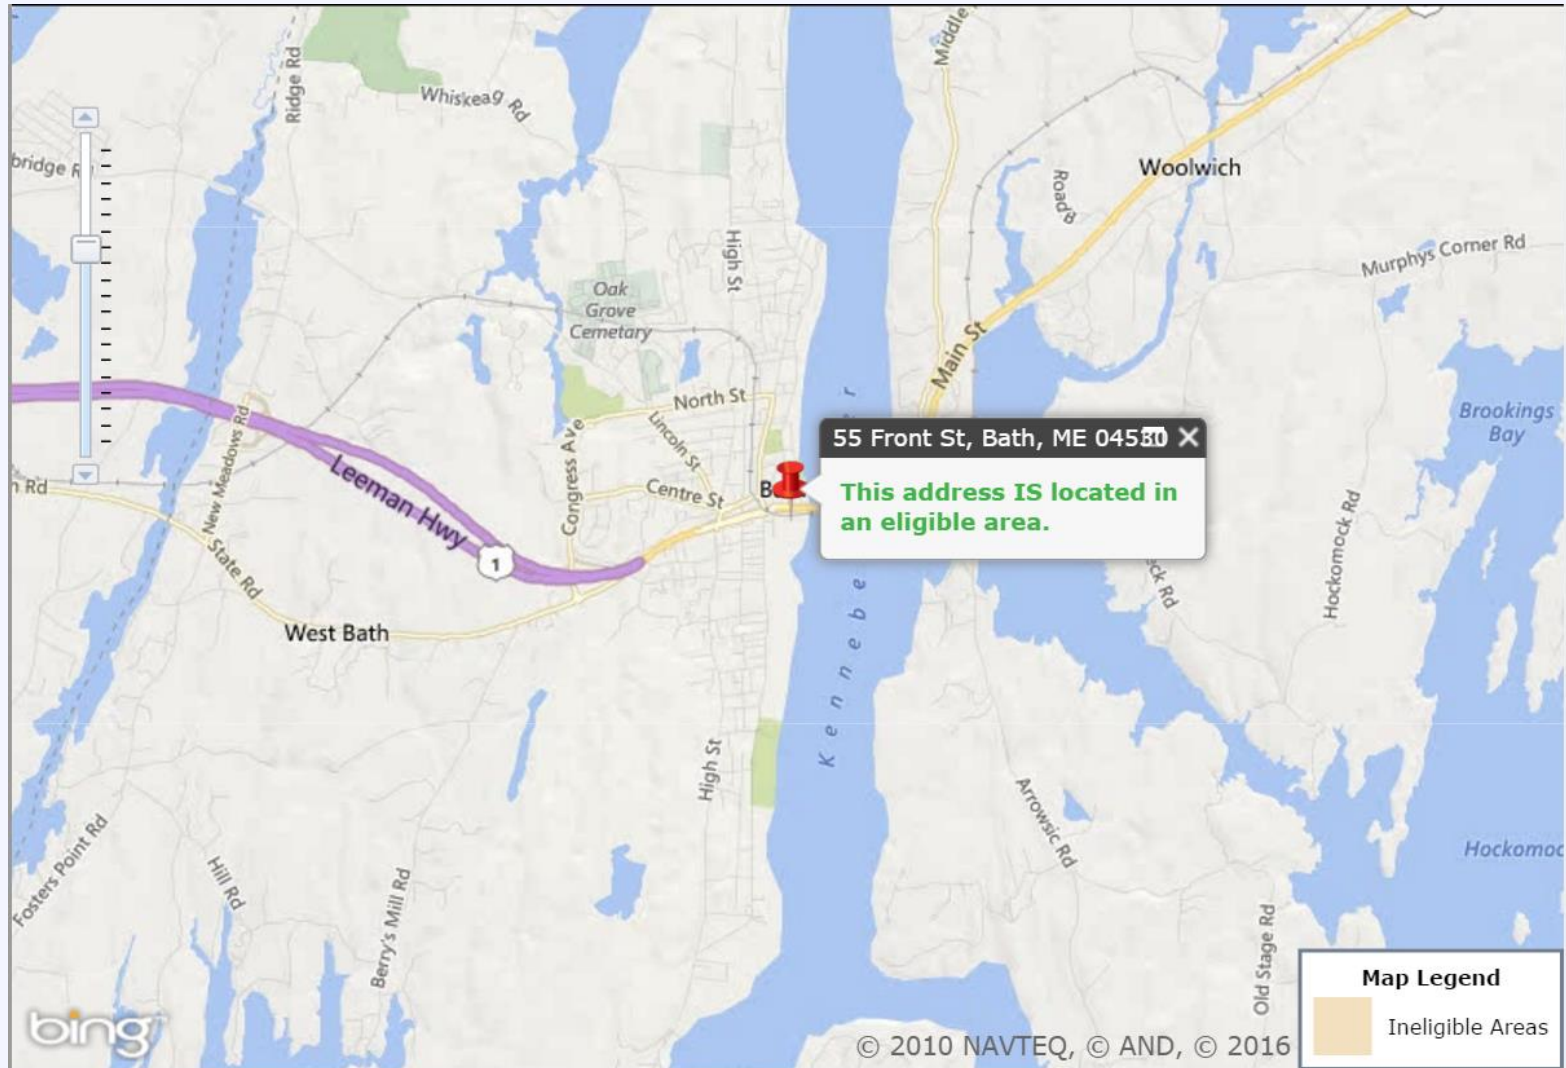 Middle
Ridge Rd
Whiskeag Rd
bridge R
Woolwich
Road
High St
Murphys Corner Rd
Oak
Grove
Cemetary
Main St
North St
Brookings
Bay
Lincoln St
New Meadows Rd
Congress Ave
55 Front St, Bath, ME 04530
This address IS located in
an eligible area.
Leeman Hwy
Centre St
B
n Rd
1
State Rd
Hockomock Rd
eck Rd
West Bath
Kennebe r
High St
Arrowsic Rd
Fosters Point Rd
Hill Rd
Berry's Mill Rd
Hockomoc
Old Stage Rd
Map Legend
Ineligible Areas
bing
© 2010 NAVTEQ, © AND, © 2016